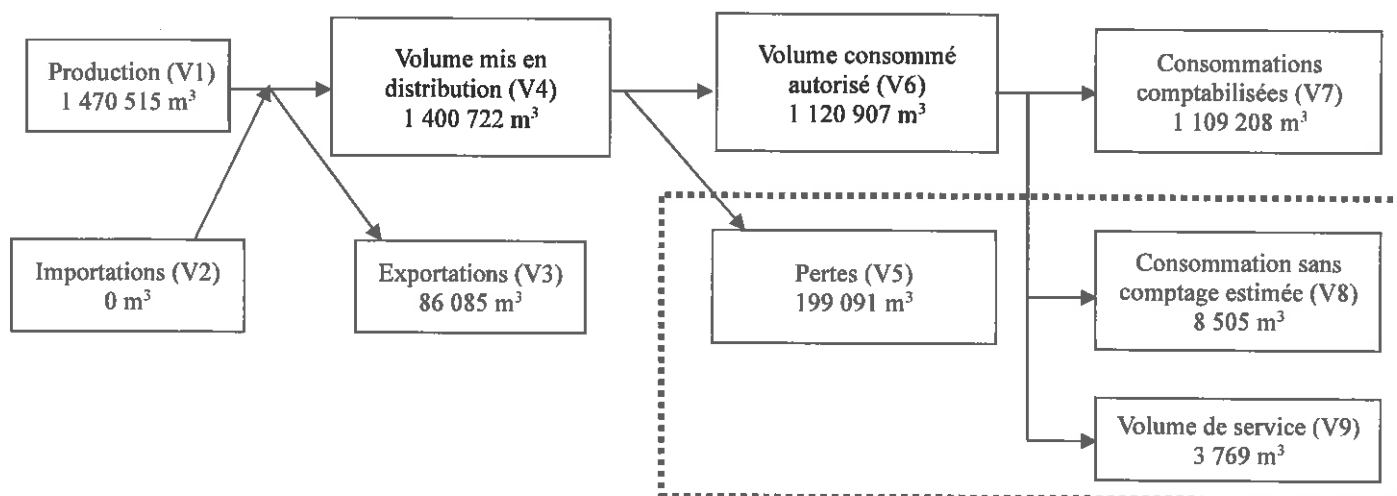 Production (V1)
1 470 515 m³
Volume mis en
distribution (V4)
1 400 722 m³
Volume consommé
autorisé (V6)
1 120 907 m³
Consommations
comptabilisées (V7)
1 109 208 m³
Importations (V2)
0 m³
Exportations (V3)
86 085 m³
Pertes (V5)
199 091 m³
Consommation sans
comptage estimée (V8)
8 505 m³
Volume de service (V9)
3 769 m³